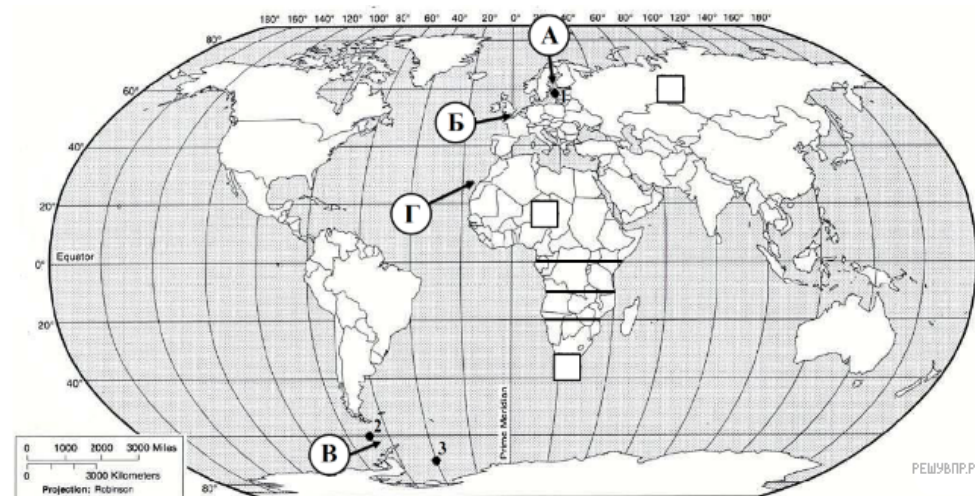 180° 160° 140° 120° 100° 80° 60° 40° 20° 0° 20° 40° 60° 80° 100° 120° 140° 160° 180°
А
80°
1
60°
Б
40°
Г
20°
Equator
0°
20°
40°
Prime Meridian
2
В
3
0 1000 2000 3000 Miles
0 3000 Kilometers
Projection: Robinson
80°
РЕШУВПР.Р